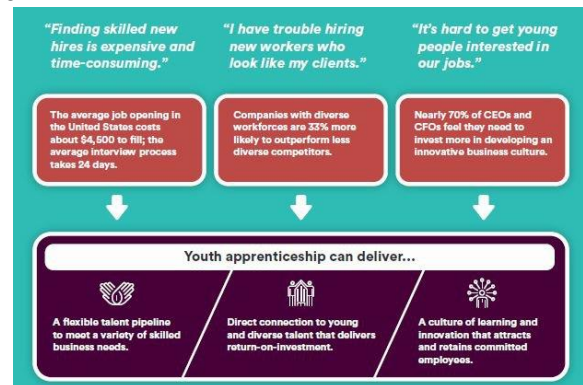 “Finding skilled new
hires is expensive and
time-consuming.”
“I have trouble hiring
new workers who
look like my clients.”
“It’s hard to get young
people interested in
our jobs.”
The average job opening in
the United States costs
about $4,500 to fill; the
average interview process
takes 24 days.
Companies with diverse
workforces are 33% more
likely to outperform less
diverse competitors.
Nearly 70% of CEOs and
CFOs feel they need to
invest more in developing an
innovative business culture.
Youth apprenticeship can deliver...
A flexible talent pipeline
to meet a variety of skilled
business needs.
Direct connection to young
and diverse talent that delivers
return-on-investment.
A culture of learning and
innovation that attracts
and retains committed
employees.